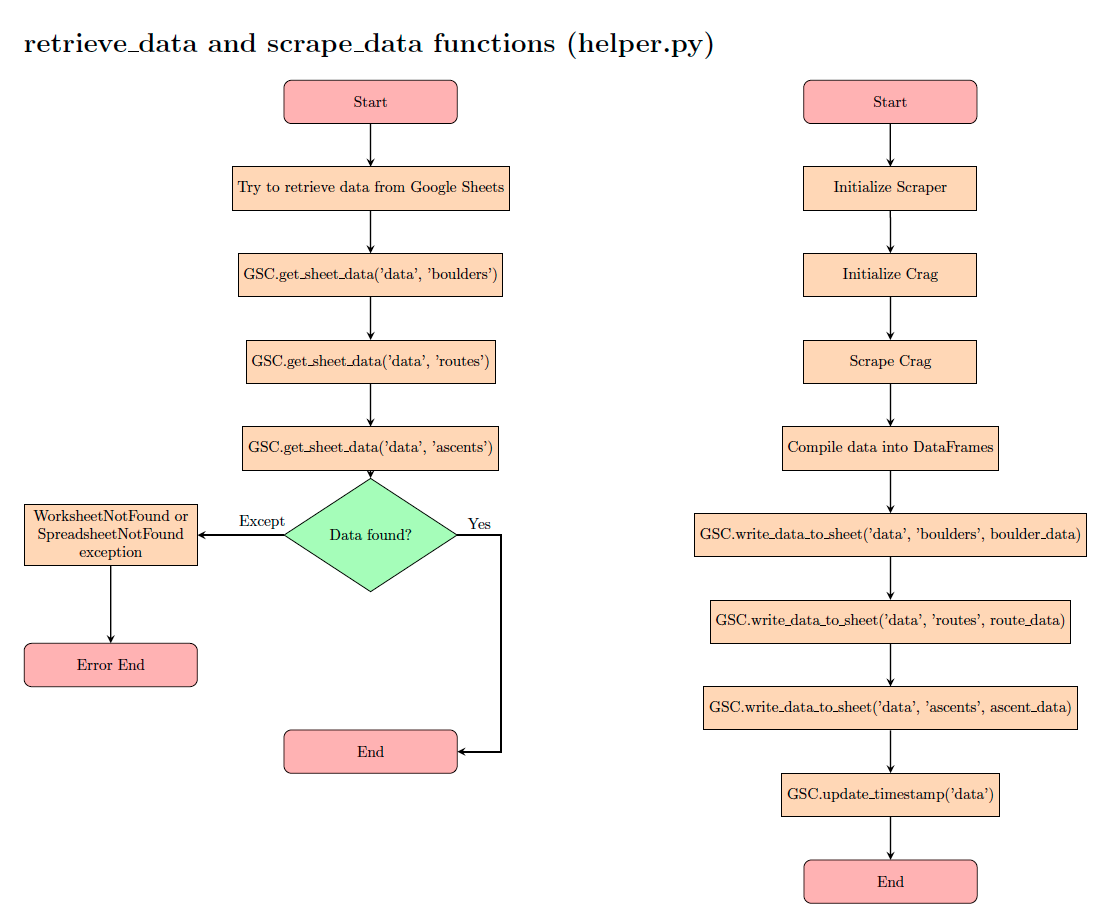 retrieve_data and scrape_data functions (helper.py)
Start
Try to retrieve data from Google Sheets
GSC.get_sheet_data('data', 'boulders')
GSC.get_sheet_data('data', 'routes')
GSC.get_sheet_data('data', 'ascents')
Data found?
Except
Yes
WorksheetNotFound or
SpreadsheetNotFound
exception
Error End
End
Start
Initialize Scraper
Initialize Crag
Scrape Crag
Compile data into DataFrames
GSC.write_data_to_sheet('data', 'boulders', boulder_data)
GSC.write_data_to_sheet('data', 'routes', route_data)
GSC.write_data_to_sheet('data', 'ascents', ascent_data)
GSC.update_timestamp('data')
End